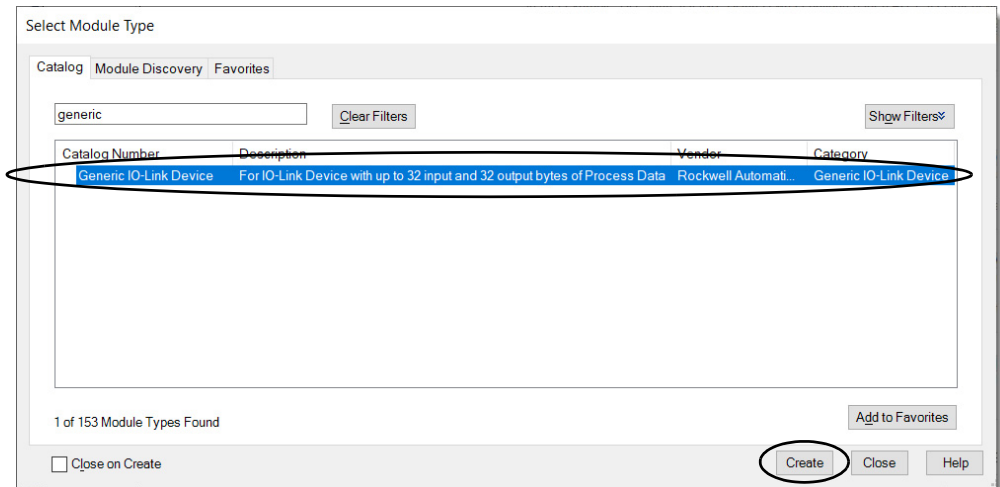 Select Module Type
Catalog Module Discovery Favorites
generic Clear Filters Show Filters
Catalog Number Description Vendor Category
Generic IO-Link Device For IO-Link Device with up to 32 input and 32 output bytes of Process Data Rockwell Automati... Generic IO-Link Device
1 of 153 Module Types Found Add to Favorites
Close on Create Create Close Help